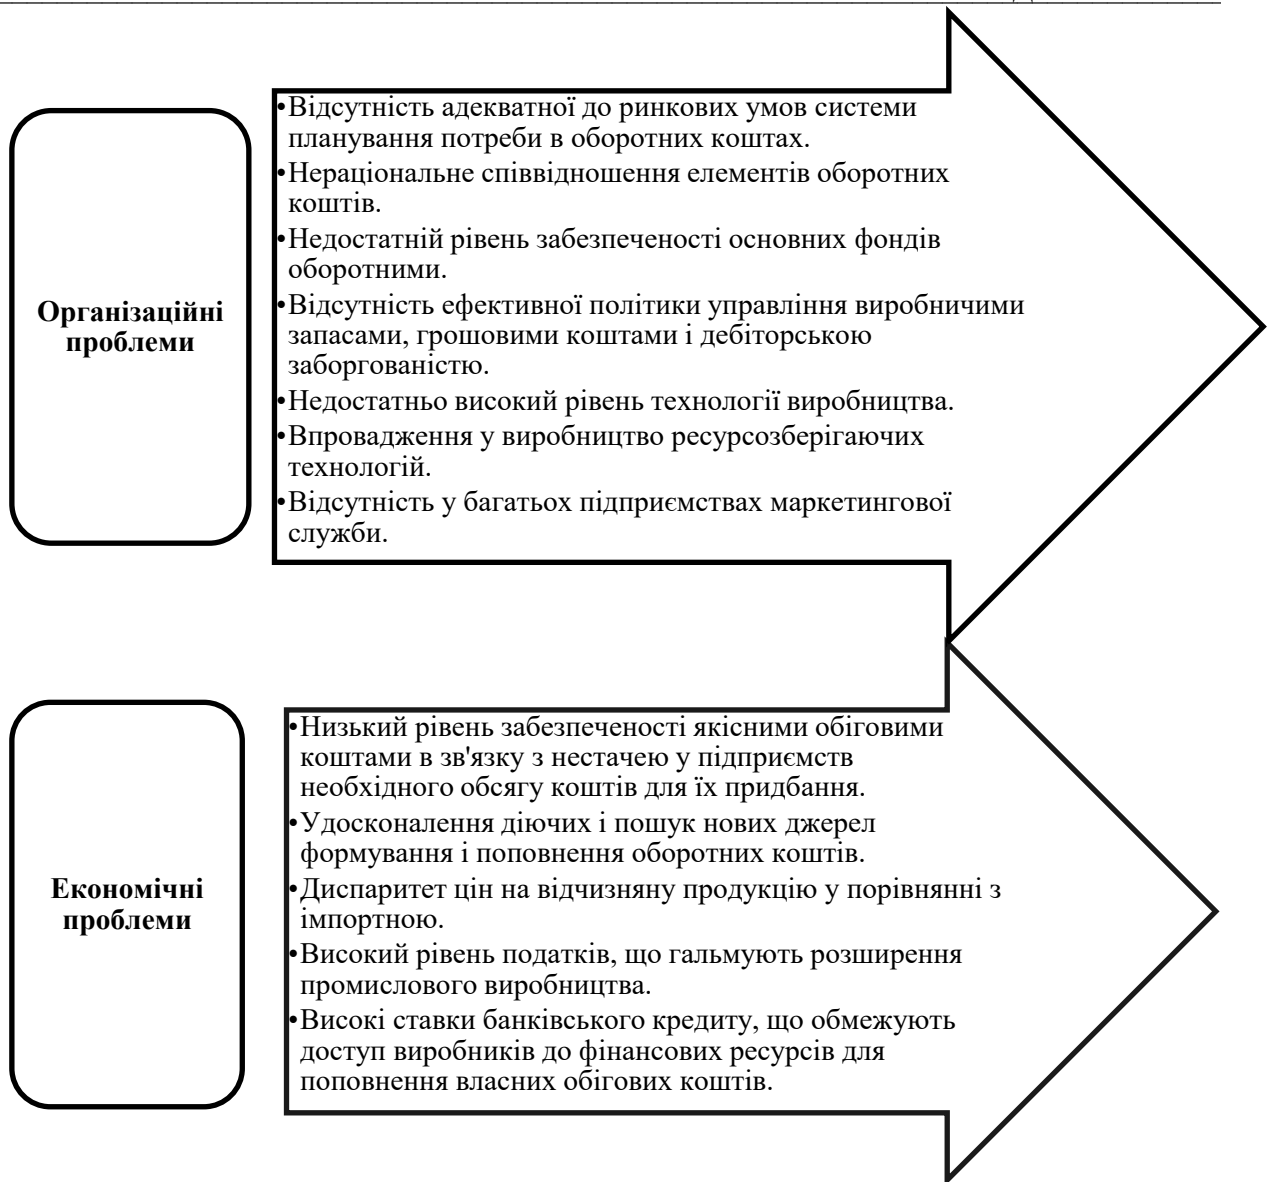 Організаційні
проблеми
•Відсутність адекватної до ринкових умов системи
планування потреби в оборотних коштах.
•Нераціональне співвідношення елементів оборотних
коштів.
•Недостатній рівень забезпеченості основних фондів
оборотними.
•Відсутність ефективної політики управління виробничими
запасами, грошовими коштами і дебіторською
заборгованістю.
•Недостатньо високий рівень технології виробництва.
•Впровадження у виробництво ресурсозберігаючих
технологій.
•Відсутність у багатьох підприємствах маркетингової
служби.
Економічні
проблеми
•Низький рівень забезпеченості якісними обіговими
коштами в зв'язку з нестачею у підприємств
необхідного обсягу коштів для їх придбання.
•Удосконалення діючих і пошук нових джерел
формування і поповнення оборотних коштів.
•Диспаритет цін на відчизняну продукцію у порівнянні з
імпортною.
•Високий рівень податків, що гальмують розширення
промислового виробництва.
•Високі ставки банківського кредиту, що обмежують
доступ виробників до фінансових ресурсів для
поповнення власних обігових коштів.